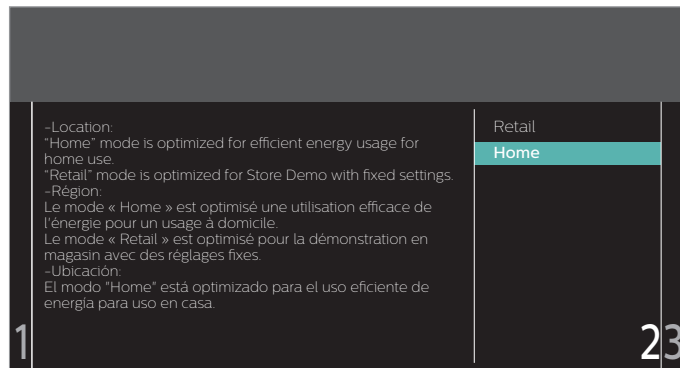 -Location:
"Home" mode is optimized for efficient energy usage for
home use.
"Retail" mode is optimized for Store Demo with fixed settings.
-Région:
Le mode « Home » est optimisé une utilisation efficace de
l'énergie pour un usage à domicile.
Le mode « Retail » est optimisé pour la démonstration en
magasin avec des réglages fixes.
-Ubicación:
El modo "Home" está optimizado para el uso eficiente de
energía para uso en casa.
Retail
Home
1
2
3